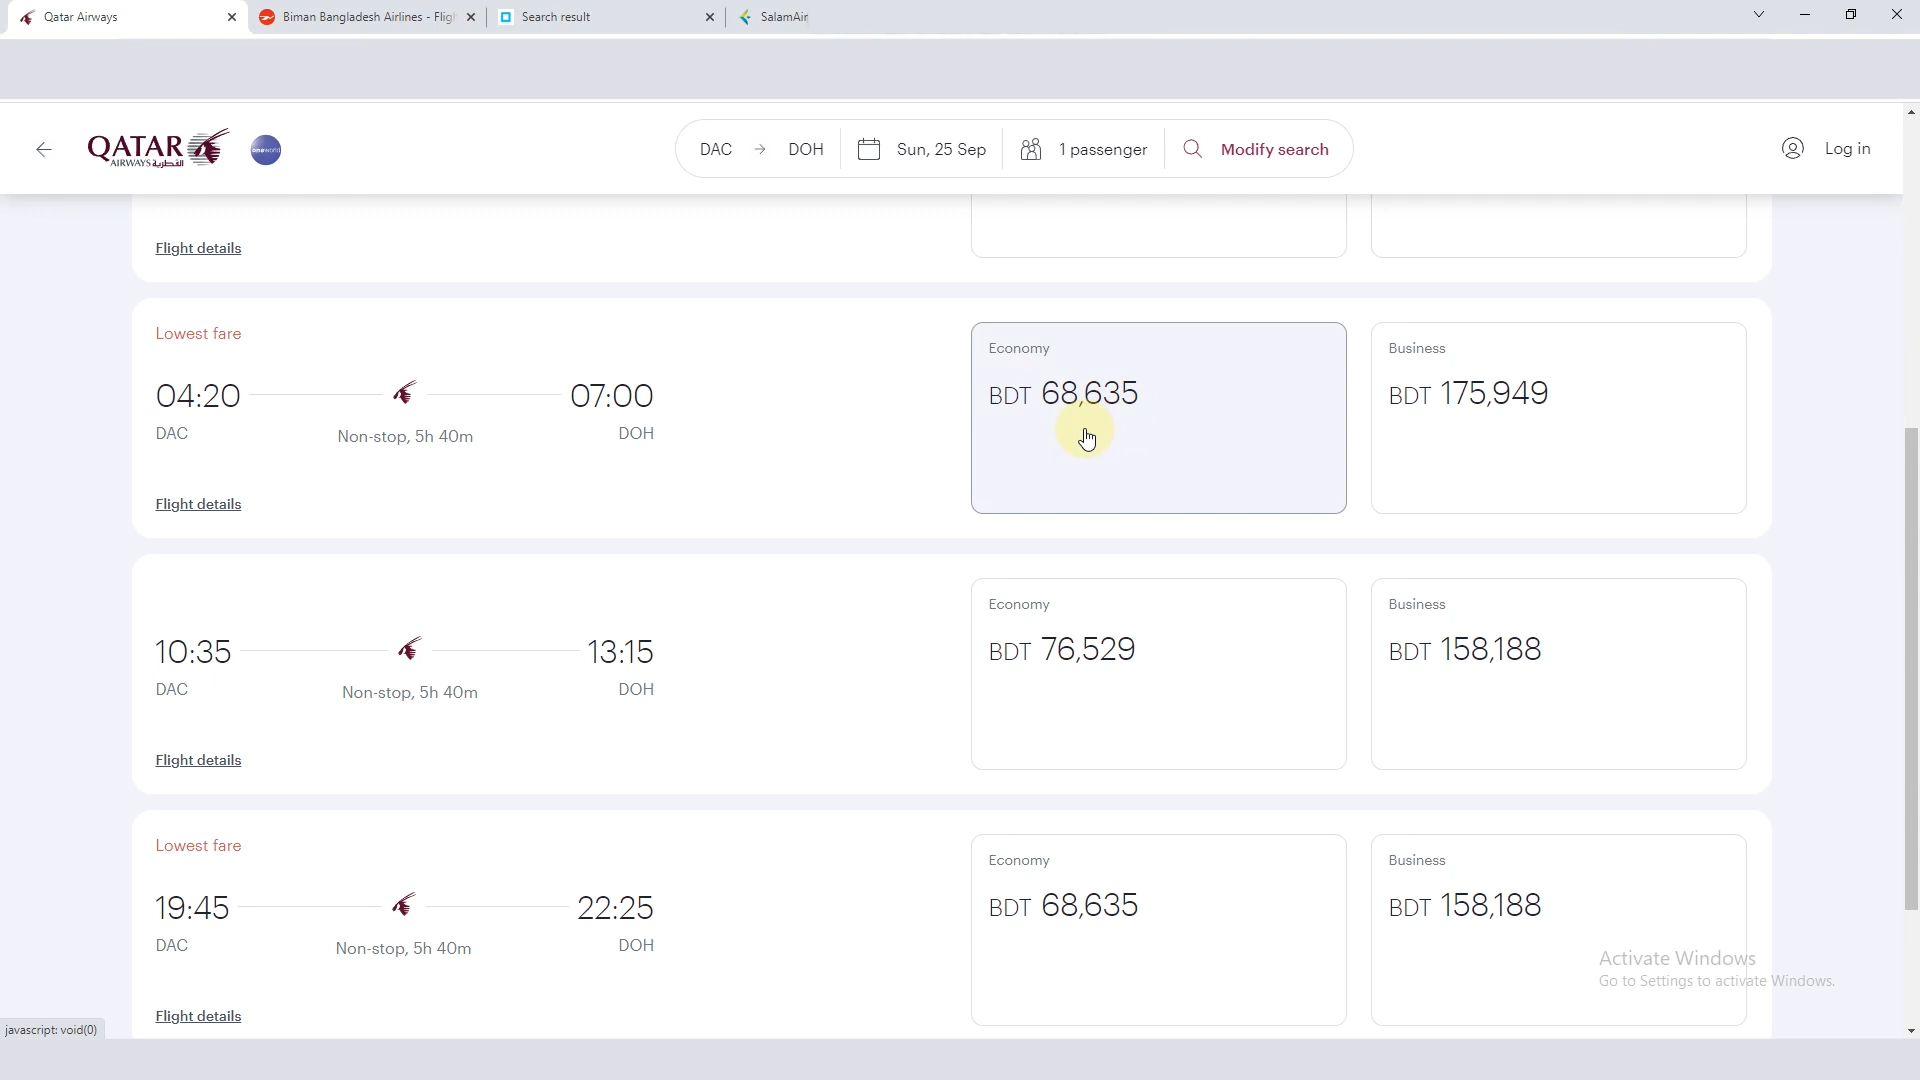 Qatar Airways
Biman Bangladesh Airlines - Flig
Search result
SalamAir
QATAR
AIRWAYS القطرية
oneworld
DAC → DOH
Sun, 25 Sep
1 passenger
Modify search
Log in
Flight details
Lowest fare
04:20
07:00
DAC
Non-stop, 5h 40m
DOH
Economy
BDT 68,635
Business
BDT 175,949
Flight details
10:35
13:15
DAC
Non-stop, 5h 40m
DOH
Economy
BDT 76,529
Business
BDT 158,188
Flight details
Lowest fare
19:45
22:25
DAC
Non-stop, 5h 40m
DOH
Economy
BDT 68,635
Business
BDT 158,188
Flight details
Activate Windows
Go to Settings to activate Windows.
javascript: void(0)